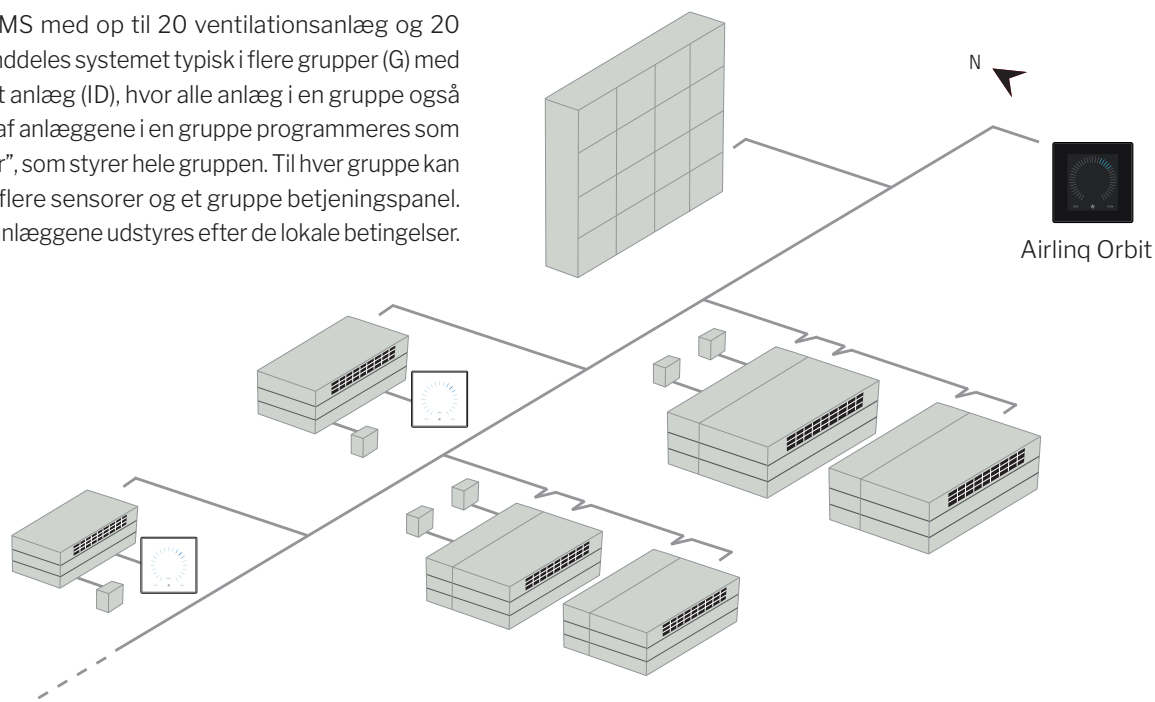 MS med op til 20 ventilationsanlæg og 20
nddeles systemet typisk i flere grupper (G) med
t anlæg (ID), hvor alle anlæg i en gruppe også
af anlæggene i en gruppe programmeres som
r”, som styrer hele gruppen. Til hver gruppe kan
flere sensorer og et gruppe betjeningspanel.
nlæggene udstyres efter de lokale betingelser.
N
Airlinq Orbit